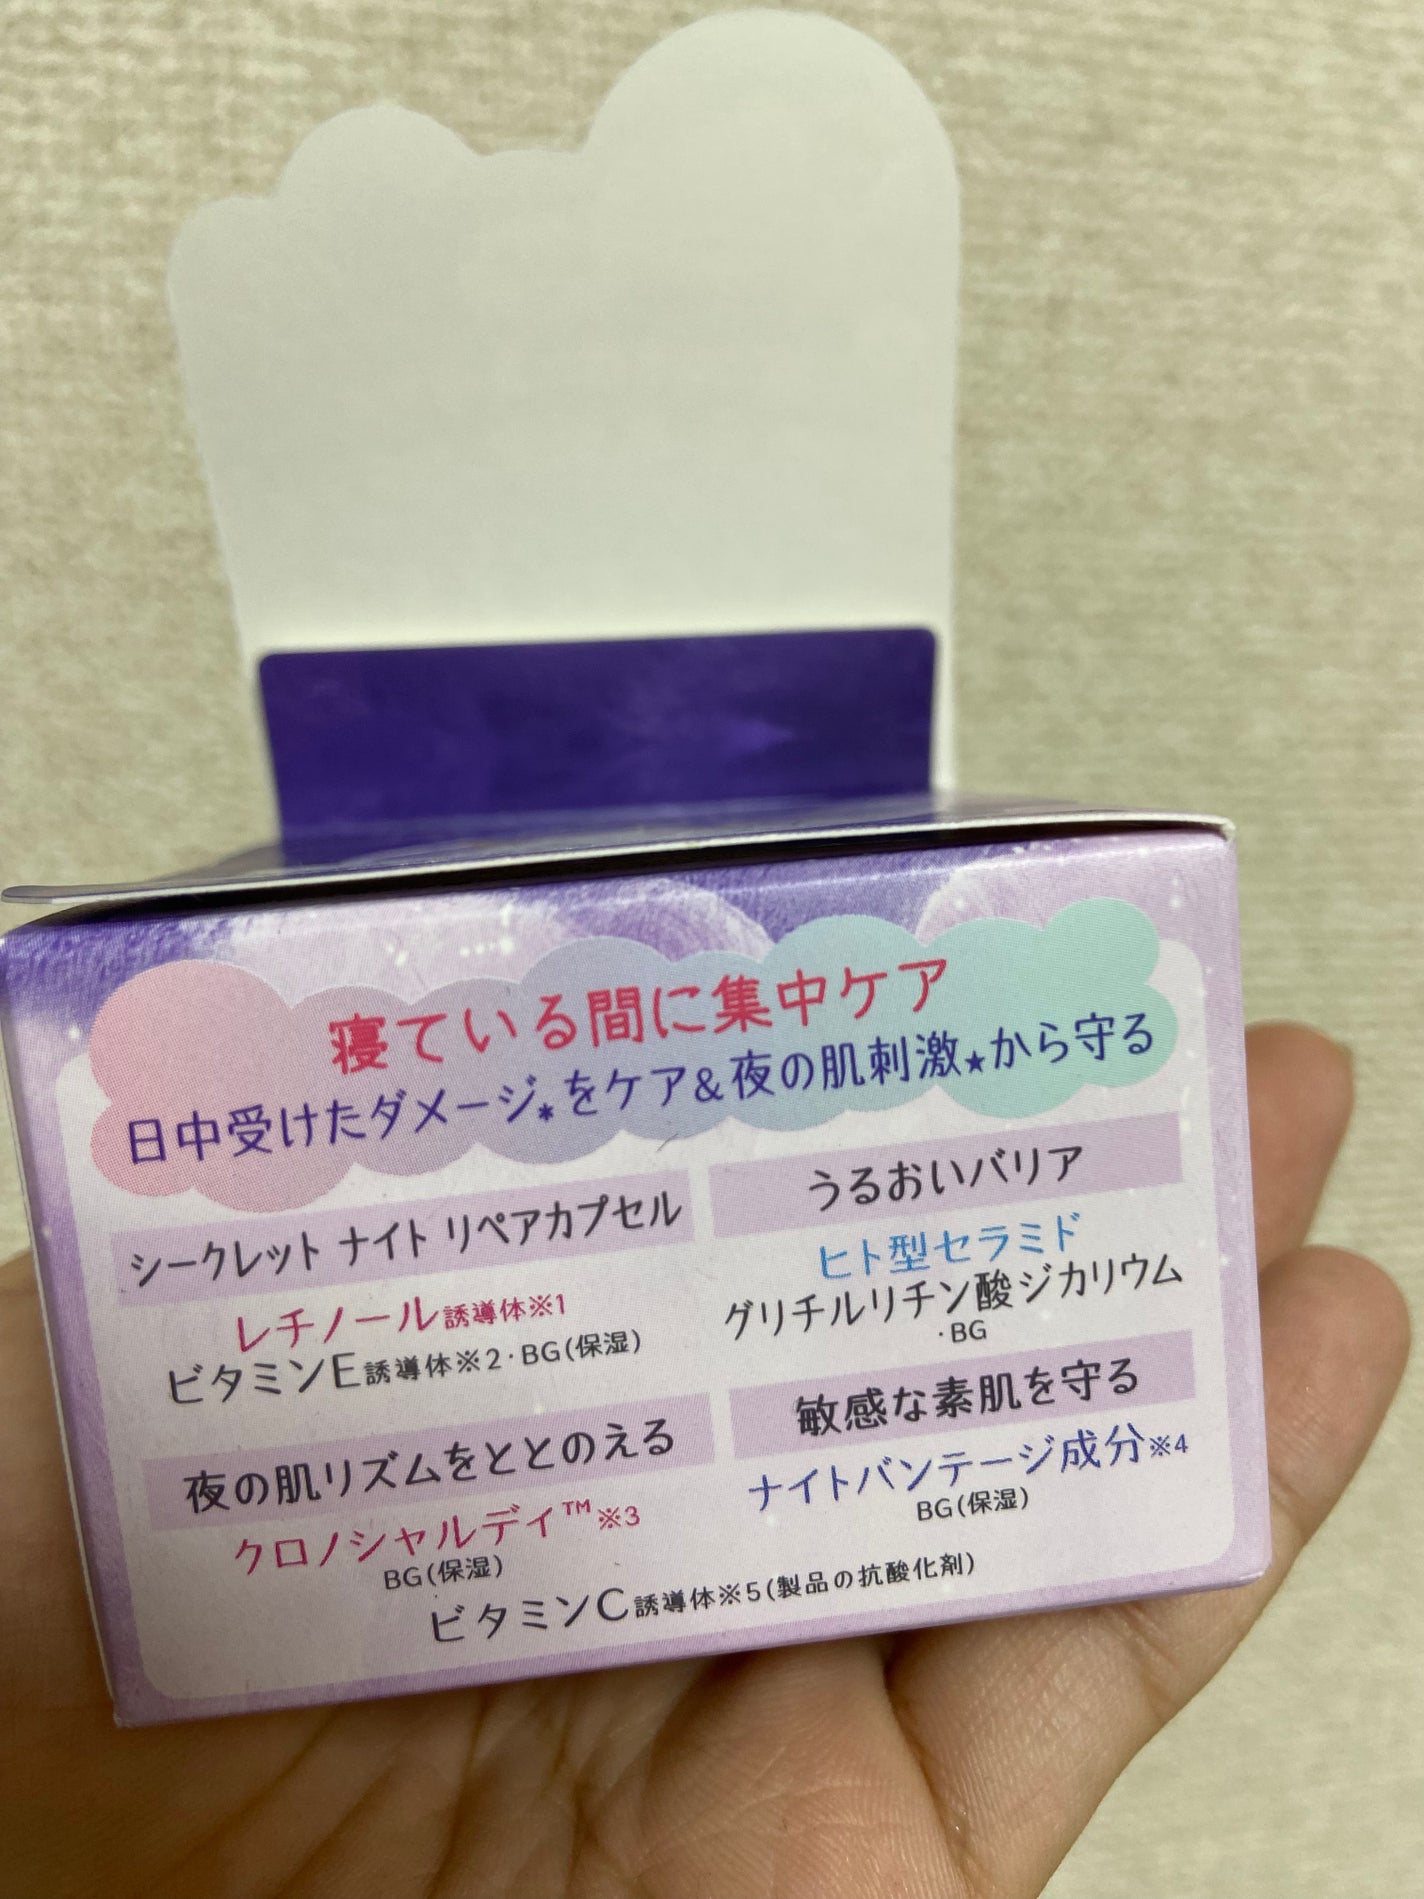 寝ている間に集中ケア
日中受けたダメージ*をケア&夜の肌刺激★から守る
シークレット ナイト リペアカプセル
レチノール誘導体※1
ビタミンE誘導体※2・BG(保湿)
うるおいバリア
ヒト型セラミド
グリチルリチン酸ジカリウム
・BG
夜の肌リズムをととのえる
クロノシャルディ™※3
BG(保湿)
敏感な素肌を守る
ナイトバンテージ成分※4
BG(保湿)
ビタミンC誘導体※5(製品の抗酸化剤)